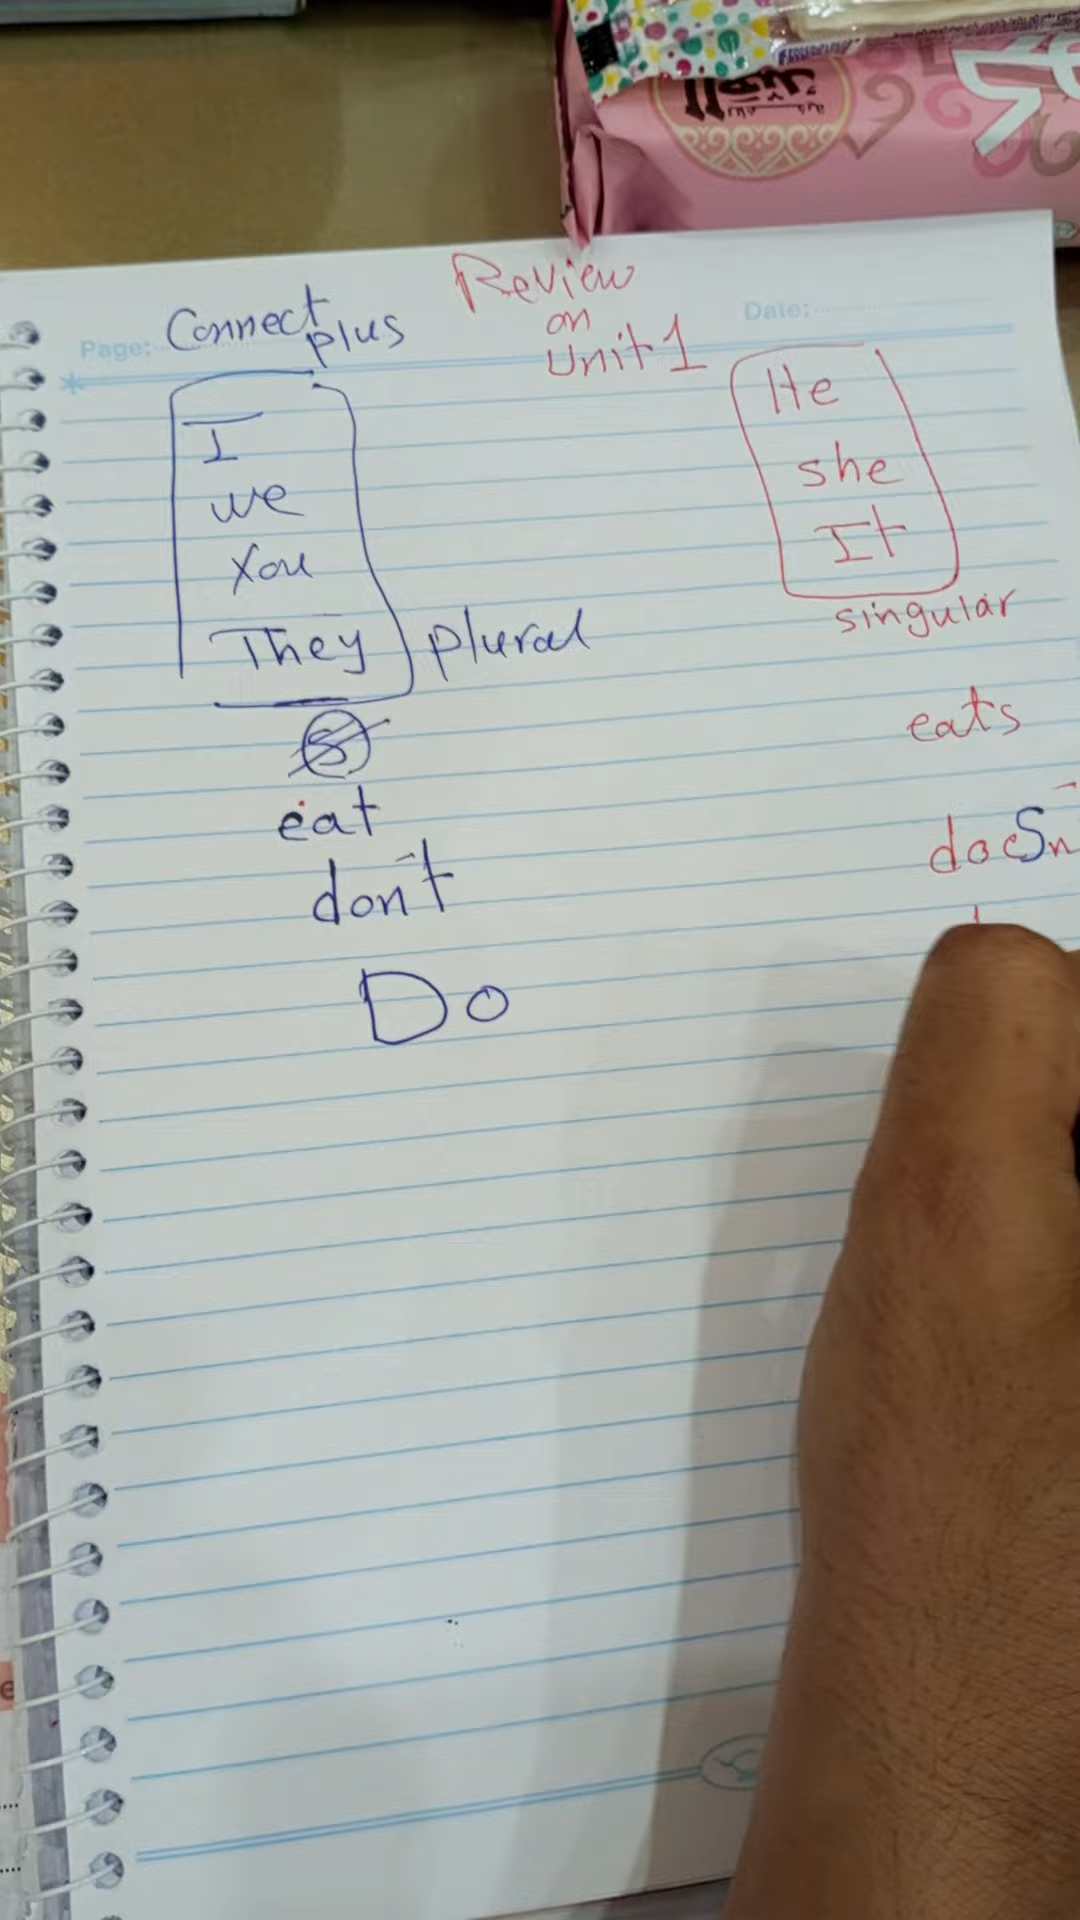 Review
on
Unit 1
Connect
plus
Page:
Date:
I
we
You
They
plural
He
she
It
singular
S
eat
don't
Do
eats
doeSn